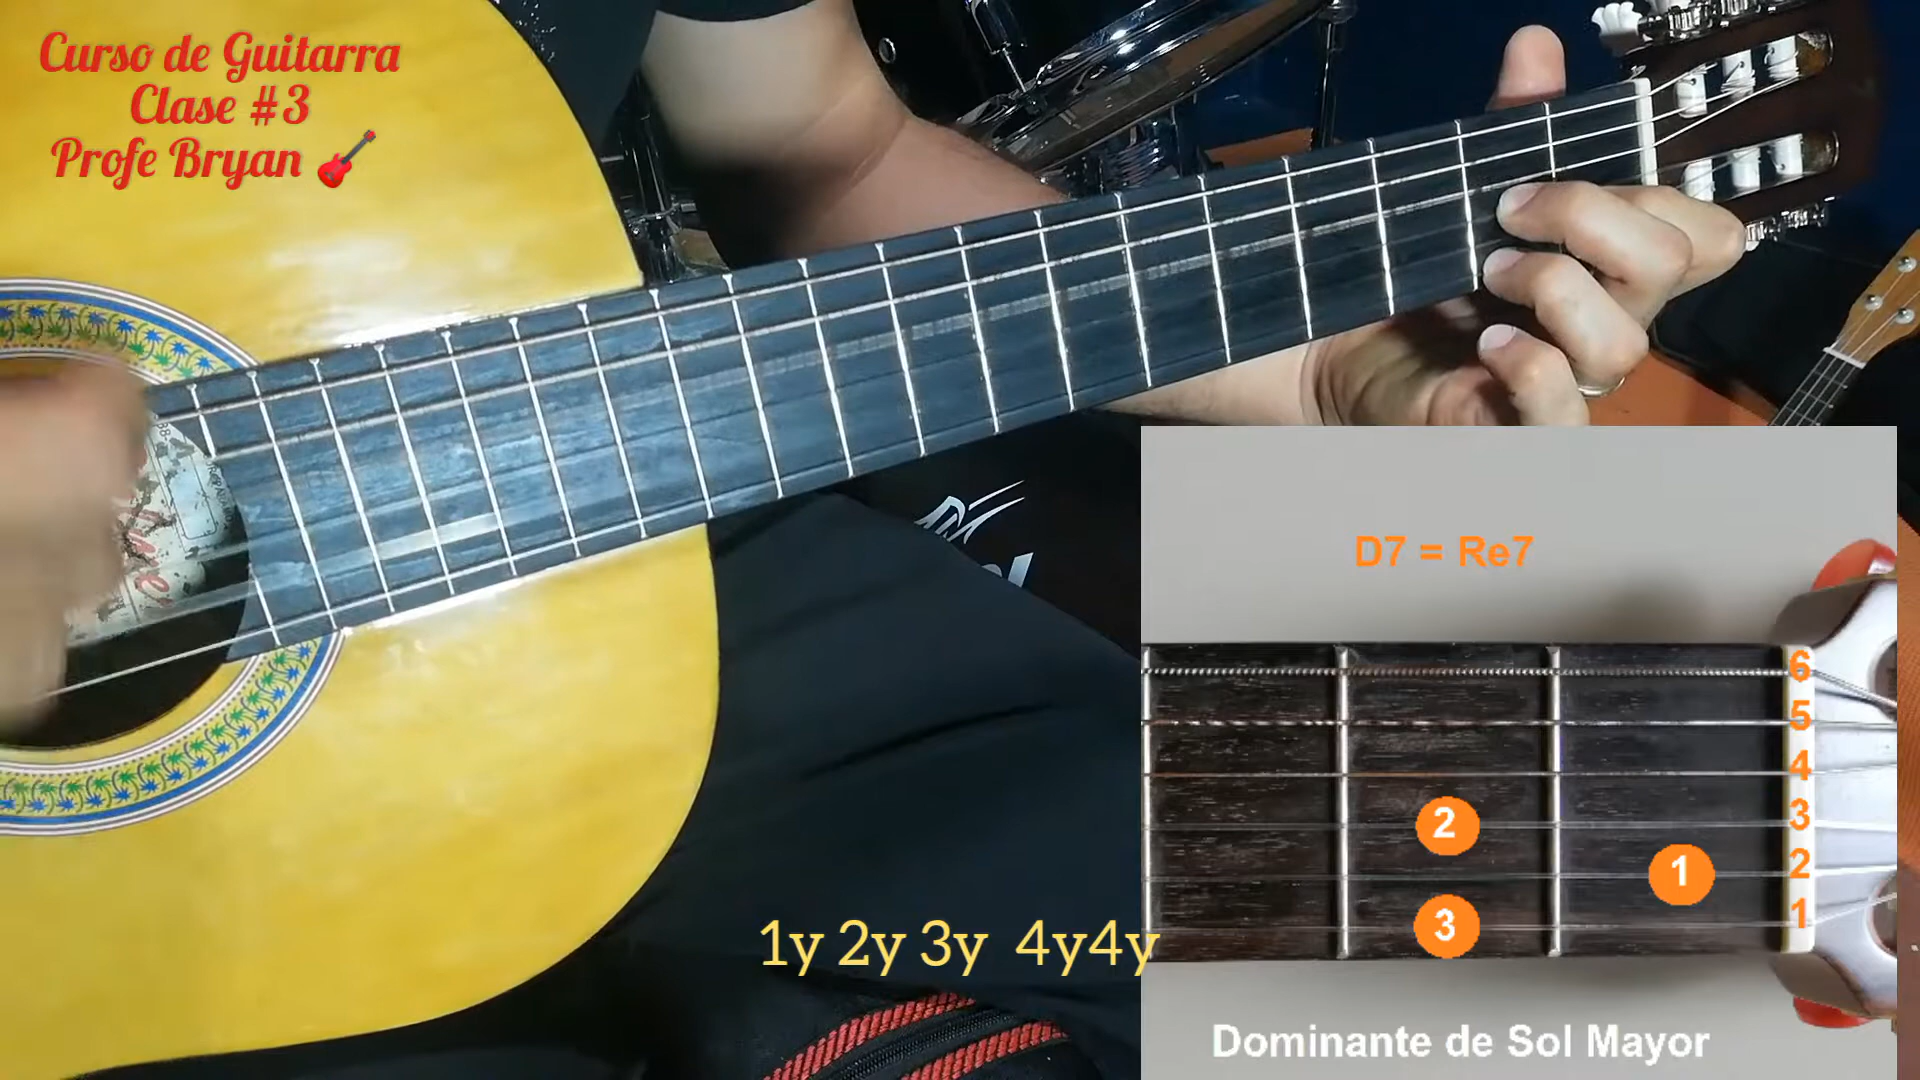 Curso de Guitarra
Clase #3
Profe Bryan
D7 = Re7
6
5
4
3
2
2
1
3
1
1y 2y 3y 4y4y
Dominante de Sol Mayor